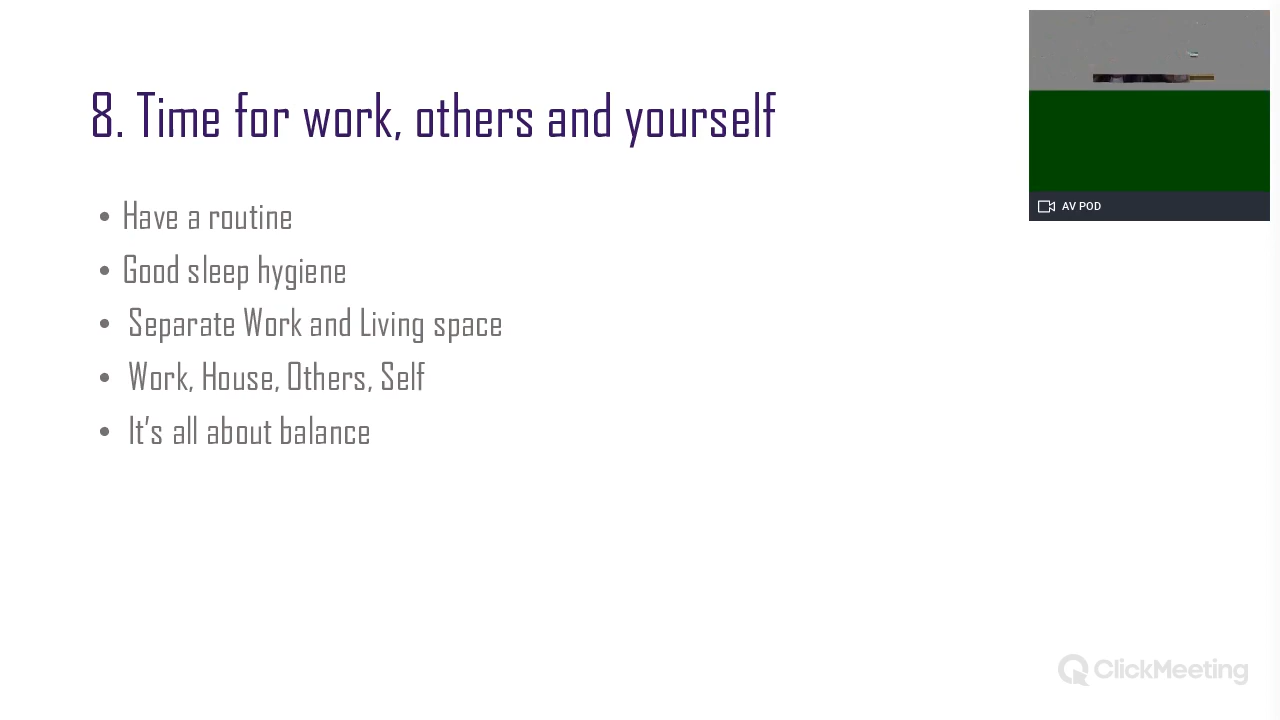 8. Time for work, others and yourself
• Have a routine
• Good sleep hygiene
• Separate Work and Living space
• Work, House, Others, Self
• It’s all about balance
AV POD
ClickMeeting